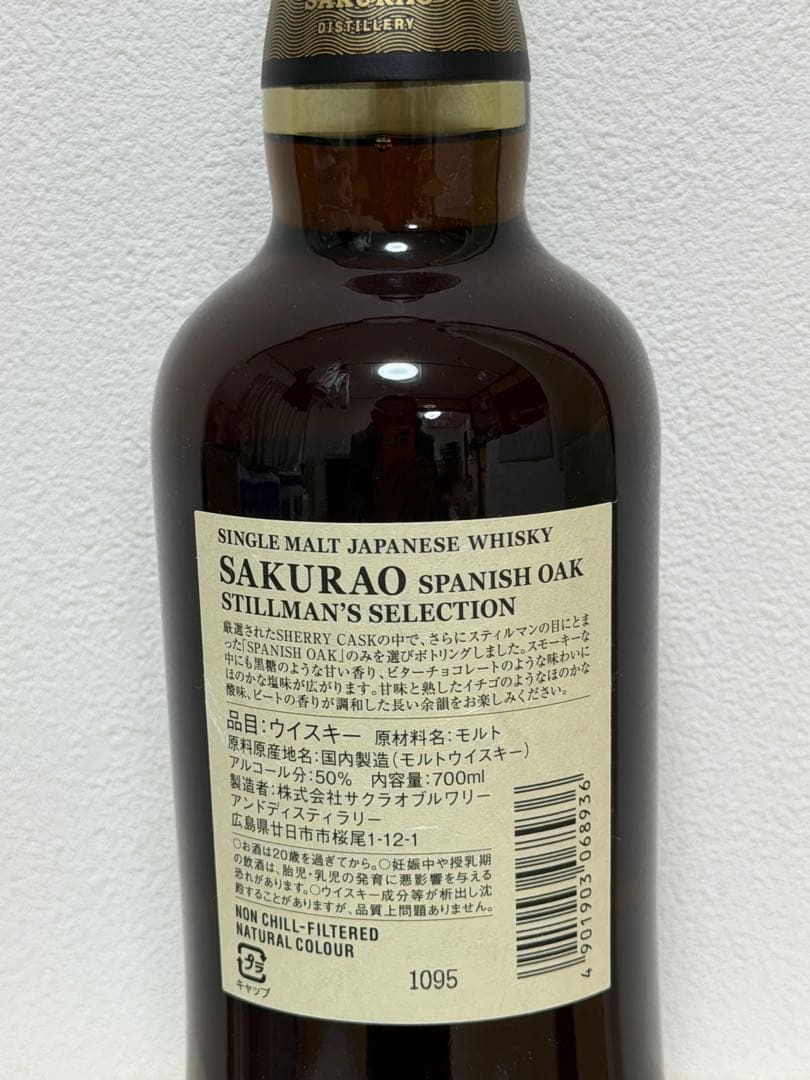 SAKURAO
DISTILLERY
SINGLE MALT JAPANESE WHISKY
SAKURAO SPANISH OAK
STILLMAN'S SELECTION
厳選されたSHERRY CASKの中で、さらにスティルマンの目にとま
った「SPANISH OAK」のみを選びボトリングしました。スモーキーな
中にも黒糖のような甘い香り、ビターチョコレートのような味わいに
ほのかな塩味が広がります。甘味と熟したイチゴのようなほのかな
酸味、ピートの香りが調和した長い余韻をお楽しみください。
品目:ウイスキー 原材料名:モルト
原料原産地名:国内製造(モルトウイスキー)
アルコール分:50% 内容量:700ml
製造者:株式会社サクラオブルワリー
アンドディスティラリー
広島県廿日市市桜尾1-12-1
○お酒は20歳を過ぎてから。○妊娠中や授乳期
の飲酒は、胎児・乳児の発育に悪影響を与える
恐れがあります。○ウイスキー成分等が析出し沈
殿することがありますが、品質上問題ありません。
NON CHILL-FILTERED
NATURAL COLOUR
プラ
キャップ
1095
4901903068936